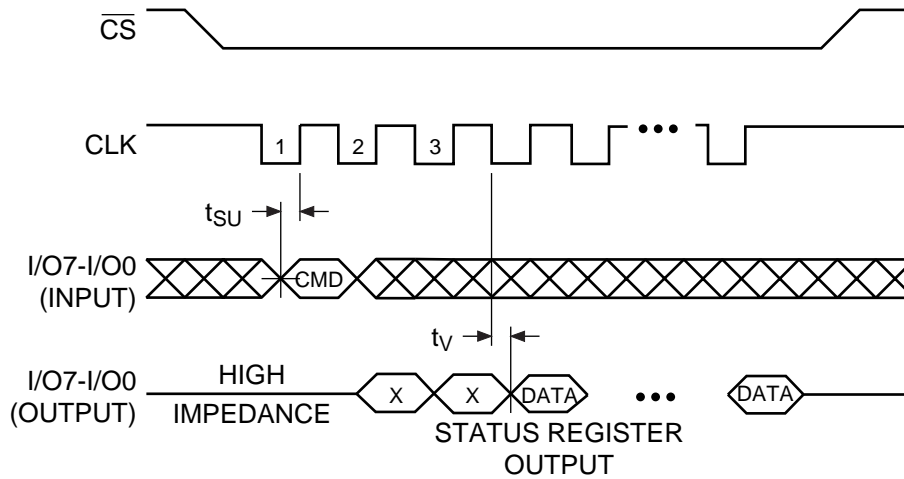 CS
CLK 1 2 3 •••
tSU
I/O7-I/O0
(INPUT)
CMD
tV
I/O7-I/O0
(OUTPUT)
HIGH
IMPEDANCE
X X DATA ••• DATA
STATUS REGISTER
OUTPUT